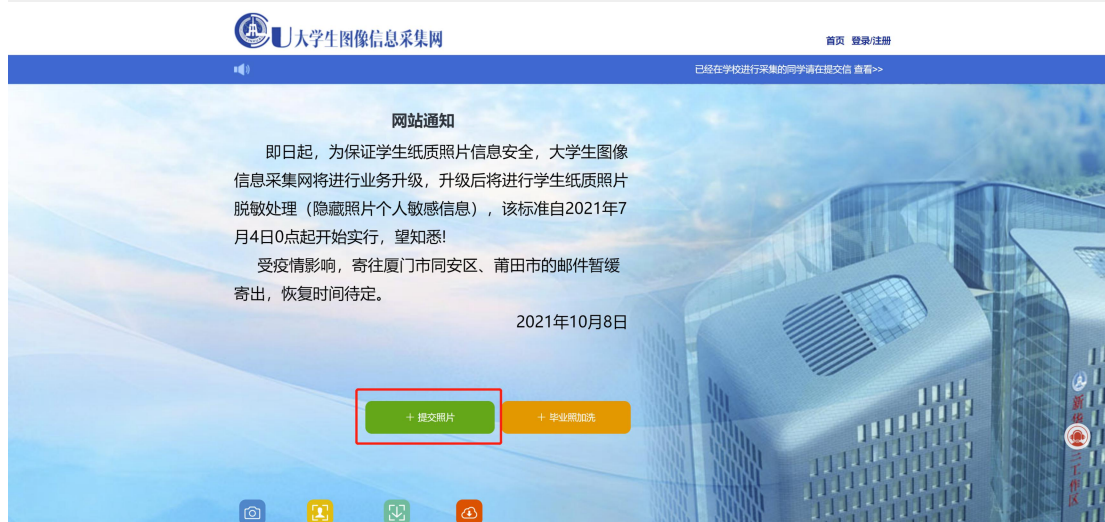 U大学生图像信息采集网
首页 登录/注册
已经在学校进行采集的同学请在提交信 查看>>
网站通知
即日起，为保证学生纸质照片信息安全，大学生图像
信息采集网将进行业务升级，升级后将进行学生纸质照片
脱敏处理（隐藏照片个人敏感信息），该标准自2021年7
月4日0点起开始实行，望知悉!
受疫情影响，寄往厦门市同安区、莆田市的邮件暂缓
寄出，恢复时间待定。
2021年10月8日
+ 提交照片
+ 毕业照加洗
新
三工作区